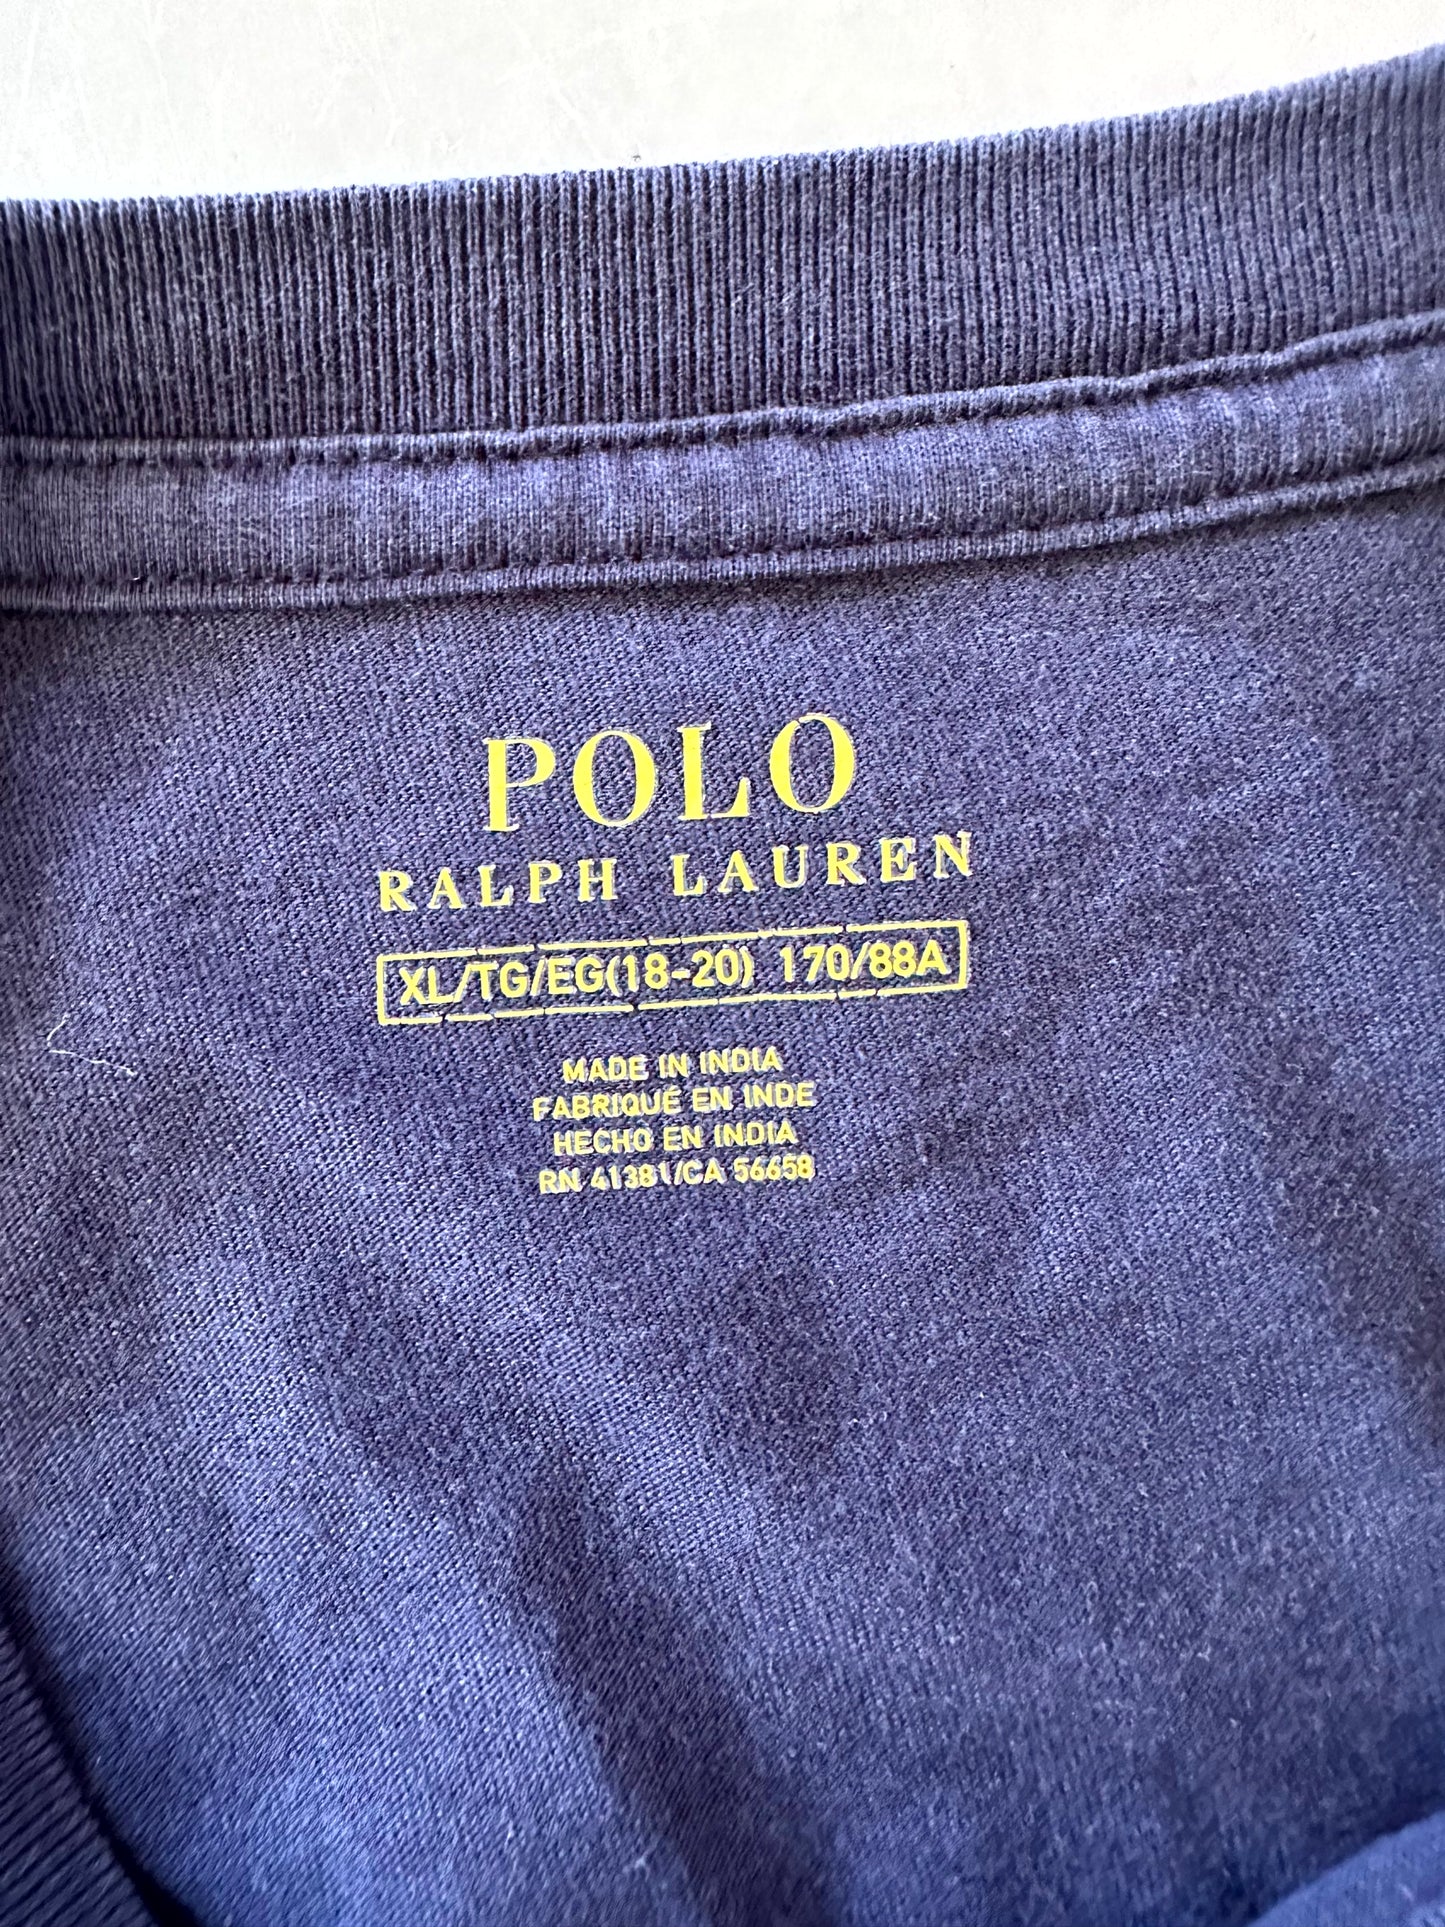 POLO
RALPH LAUREN
XL/TG/EG(18-20) 170/88A
MADE IN INDIA
FABRIQUÉ EN INDE
HECHO EN INDIA
RN 41381/CA 56658